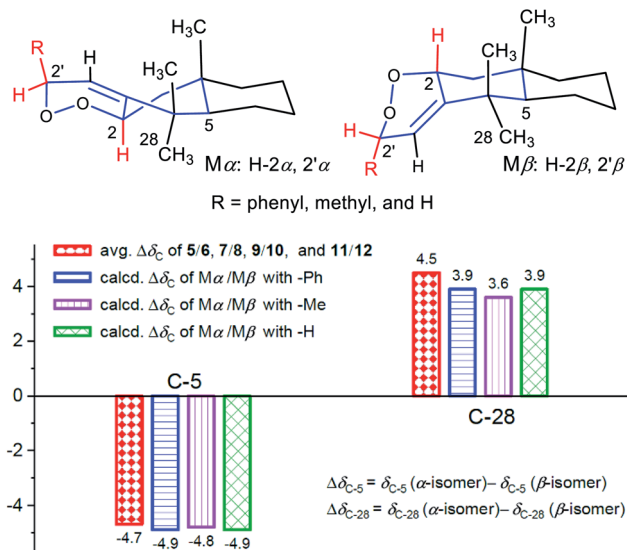 R
2'
H
H
O
O
2
H
H₃C
H₃C
28
CH₃
5
Mα: H-2α, 2'α
H
2
O
O
H
R
2'
H
CH₃
CH₃
5
28
CH₃
Mβ: H-2β, 2'β
R = phenyl, methyl, and H
avg. ΔδC of 5/6, 7/8, 9/10, and 11/12
calcd. ΔδC of Mα/Mβ with -Ph
calcd. ΔδC of Mα/Mβ with -Me
calcd. ΔδC of Mα/Mβ with -H
4.5
3.9
3.6
3.9
4
2
0
-2
-4
C-5
C-28
-4.7
-4.9
-4.8
-4.9
ΔδC-5 = δC-5 (α-isomer)– δC-5 (β-isomer)
ΔδC-28 = δC-28 (α-isomer)– δC-28 (β-isomer)